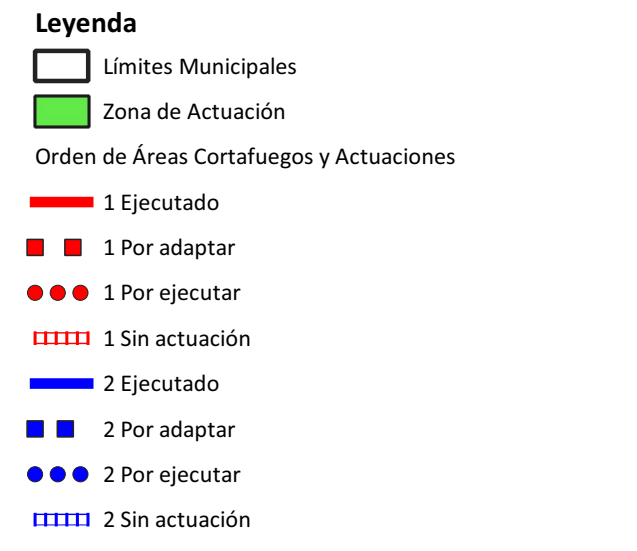 Leyenda
Límites Municipales
Zona de Actuación
Orden de Áreas Cortafuegos y Actuaciones
1 Ejecutado
1 Por adaptar
1 Por ejecutar
1 Sin actuación
2 Ejecutado
2 Por adaptar
2 Por ejecutar
2 Sin actuación